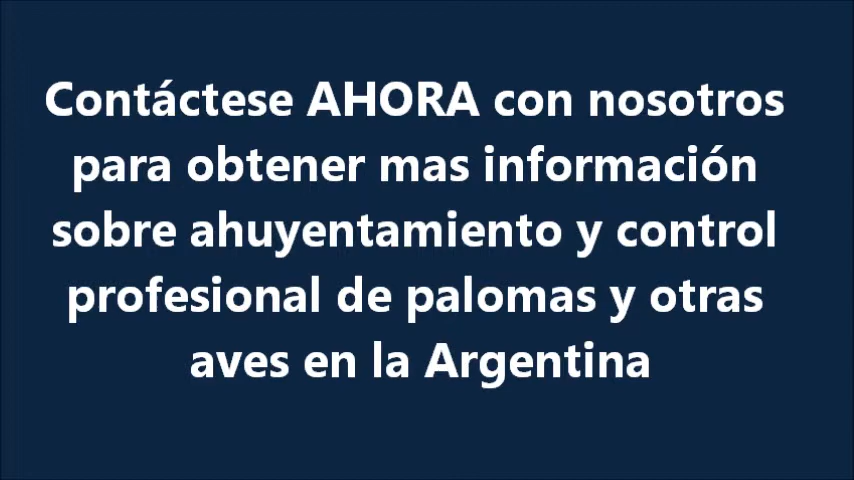 Contáctese AHORA con nosotros
para obtener mas información
sobre ahuyentamiento y control
profesional de palomas y otras
aves en la Argentina